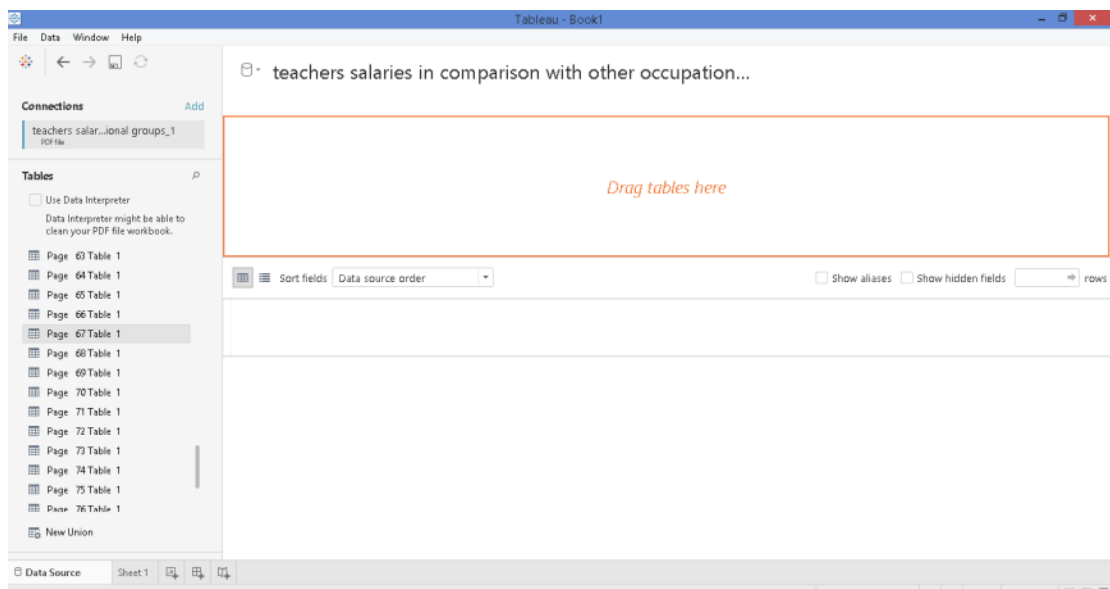 Tableau - Book1
File Data Window Help
teachers salaries in comparison with other occupation...
Connections Add
teachers salar...ional groups_1
PDF file
Drag tables here
Tables
Use Data Interpreter
Data Interpreter might be able to
clean your PDF file workbook.
Page 63 Table 1
Page 64 Table 1
Sort fields Data source order Show aliases Show hidden fields rows
Page 65 Table 1
Page 66 Table 1
Page 67 Table 1
Page 68 Table 1
Page 69 Table 1
Page 70 Table 1
Page 71 Table 1
Page 72 Table 1
Page 73 Table 1
Page 74 Table 1
Page 75 Table 1
Page 76 Table 1
New Union
Data Source Sheet 1